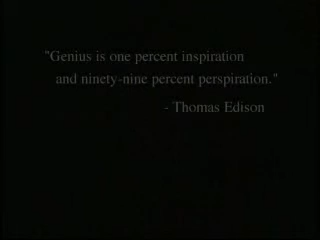 "Genius is one percent inspiration
and ninety-nine percent perspiration."
- Thomas Edison